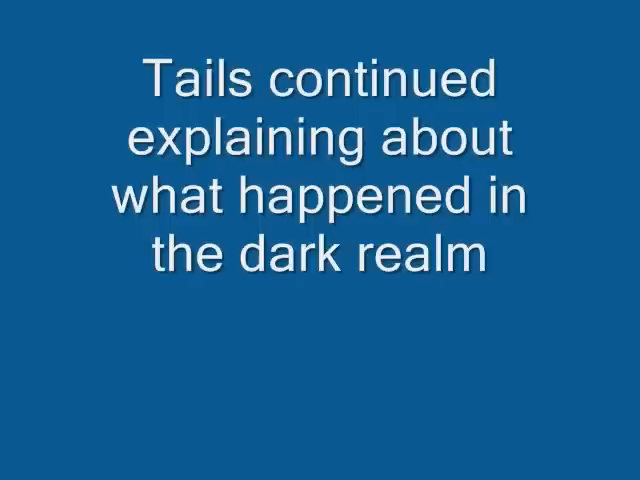 Tails continued
explaining about
what happened in
the dark realm